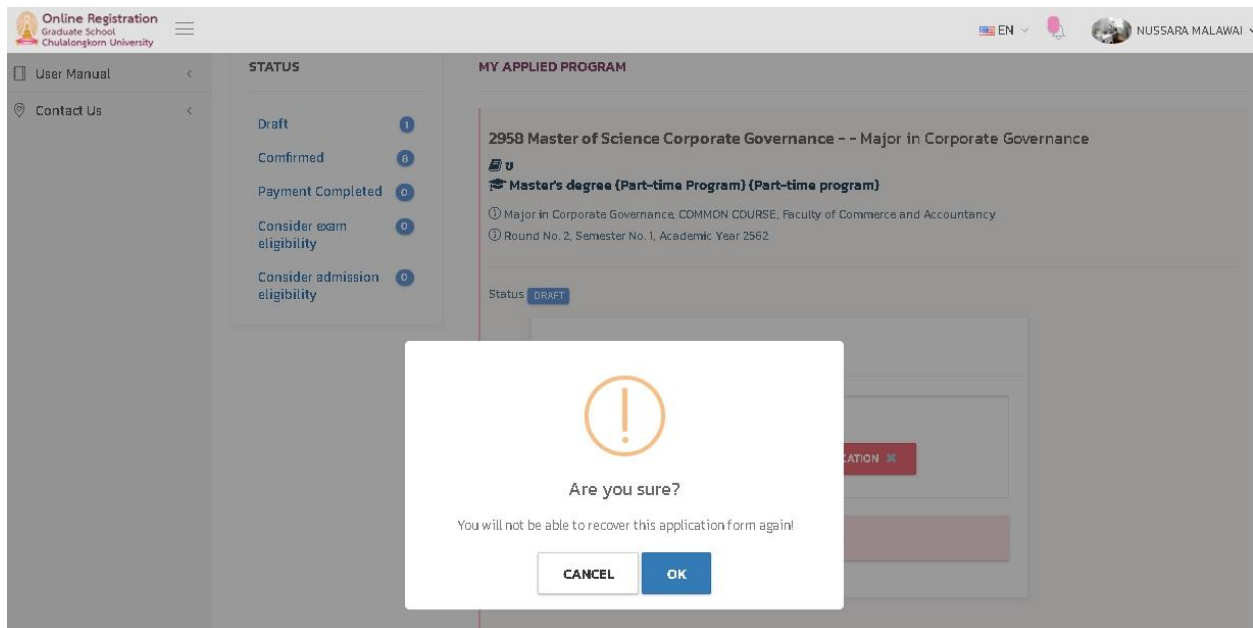 Online Registration
Graduate School
Chulalongkorn University
EN
NUSSARA MALAWAI
User Manual
Contact Us
STATUS
Draft 1
Comfirmed 8
Payment Completed 0
Consider exam 0
eligibility
Consider admission 0
eligibility
MY APPLIED PROGRAM
2958 Master of Science Corporate Governance - - Major in Corporate Governance
ข
Master's degree (Part-time Program) (Part-time program)
Major in Corporate Governance, COMMON COURSE, Faculty of Commerce and Accountancy
Round No. 2, Semester No. 1, Academic Year 2562
Status DRAFT
CATION
Are you sure?
You will not be able to recover this application form again!
CANCEL OK